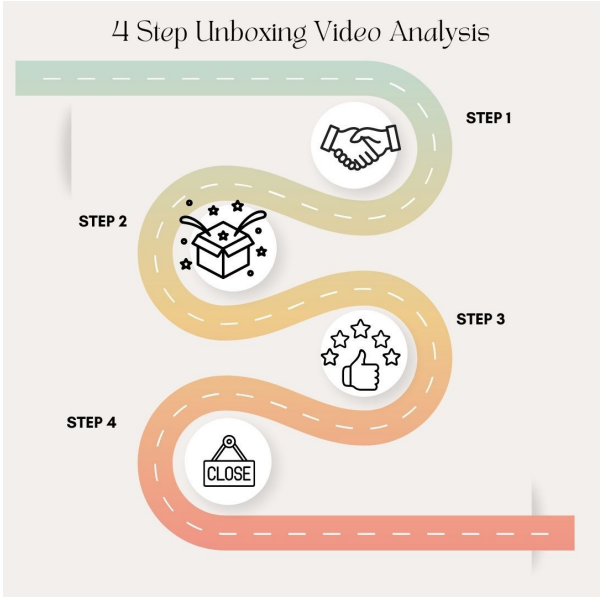 4 Step Unboxing Video Analysis
STEP 1
STEP 2
STEP 3
STEP 4
CLOSE